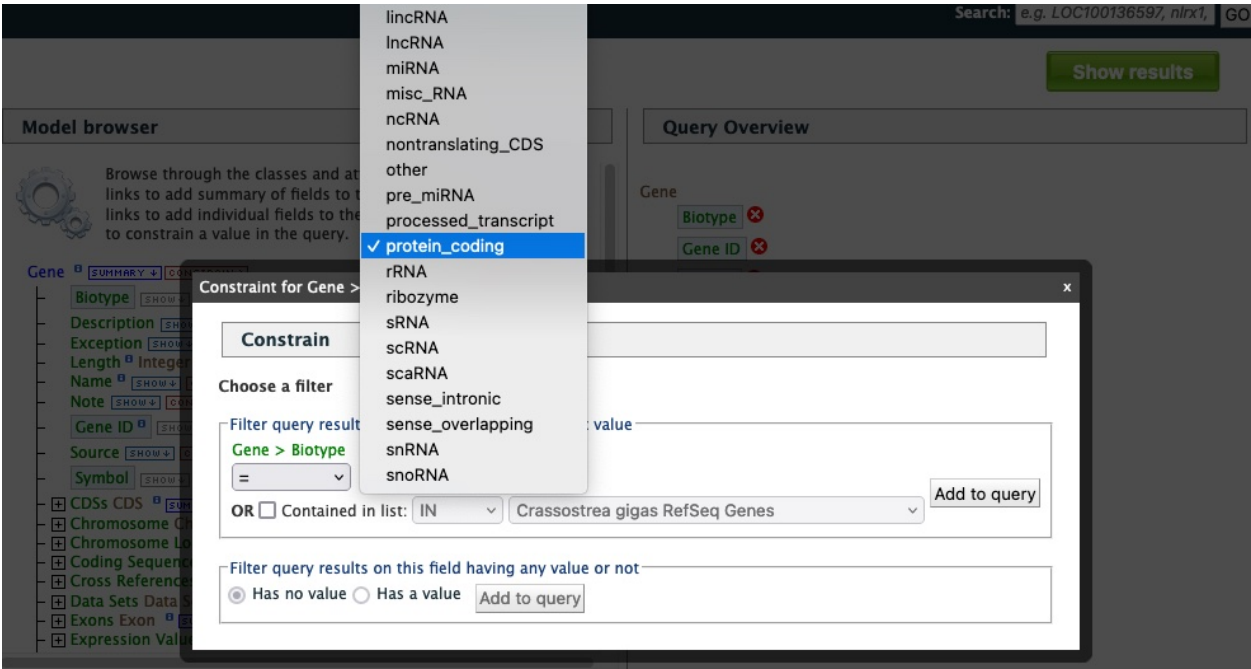 Search: e.g. LOC100136597, nlrx1, GO
Show results
Model browser
Browse through the classes and at
links to add summary of fields to t
links to add individual fields to the
to constrain a value in the query.
Gene SUMMARY
Biotype SHOW
Description SHO
Exception SHOW
Length Integer
Name SHOW
Note SHOW CO
Gene ID SH
Source SHOW
Symbol SHOW
CDSs CDS SUM
Chromosome Ch
Chromosome Lo
Coding Sequenc
Cross Reference
Data Sets Data S
Exons Exon
Expression Valu
lincRNA
lncRNA
miRNA
misc_RNA
ncRNA
nontranslating_CDS
other
pre_miRNA
processed_transcript
✓ protein_coding
rRNA
ribozyme
sRNA
scRNA
scaRNA
sense_intronic
sense_overlapping
snRNA
snoRNA
Query Overview
Gene
Biotype
Gene ID
Constraint for Gene > x
Constrain
Choose a filter
Filter query result value
Gene > Biotype
=
OR Contained in list: IN Crassostrea gigas RefSeq Genes
Add to query
Filter query results on this field having any value or not
Has no value Has a value Add to query